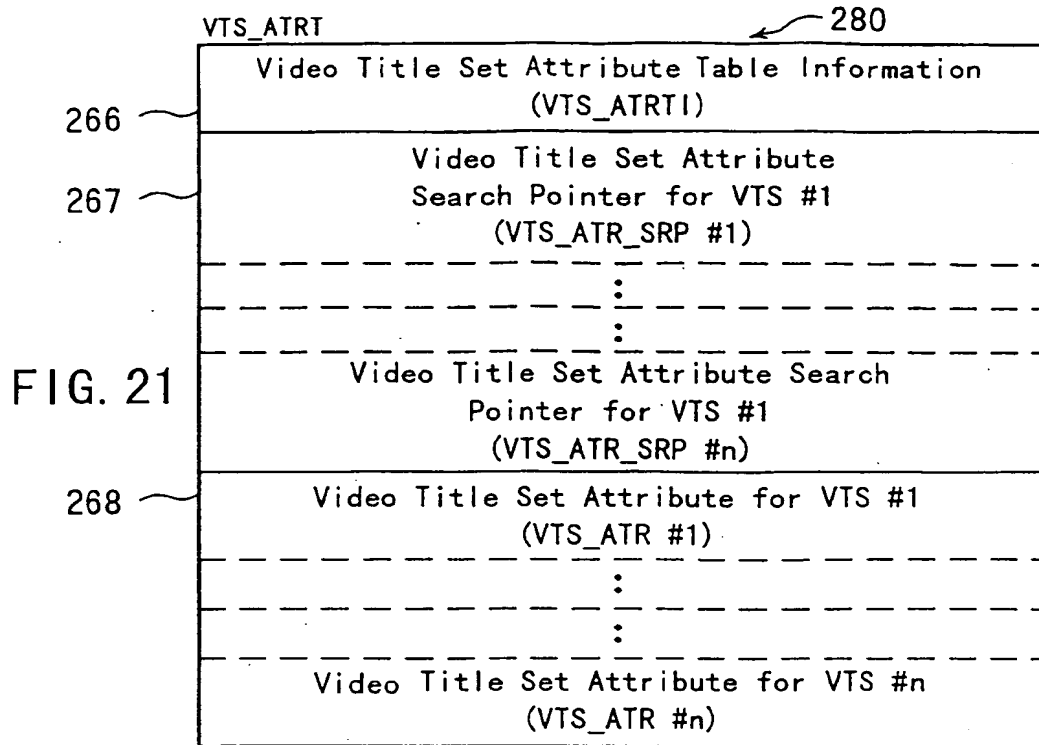 VTS_ATRT
280
Video Title Set Attribute Table Information
(VTS_ATRTI)
266
Video Title Set Attribute
Search Pointer for VTS #1
(VTS_ATR_SRP #1)
267
Video Title Set Attribute Search
Pointer for VTS #1
(VTS_ATR_SRP #n)
FIG. 21
268
Video Title Set Attribute for VTS #1
(VTS_ATR #1)
Video Title Set Attribute for VTS #n
(VTS_ATR #n)